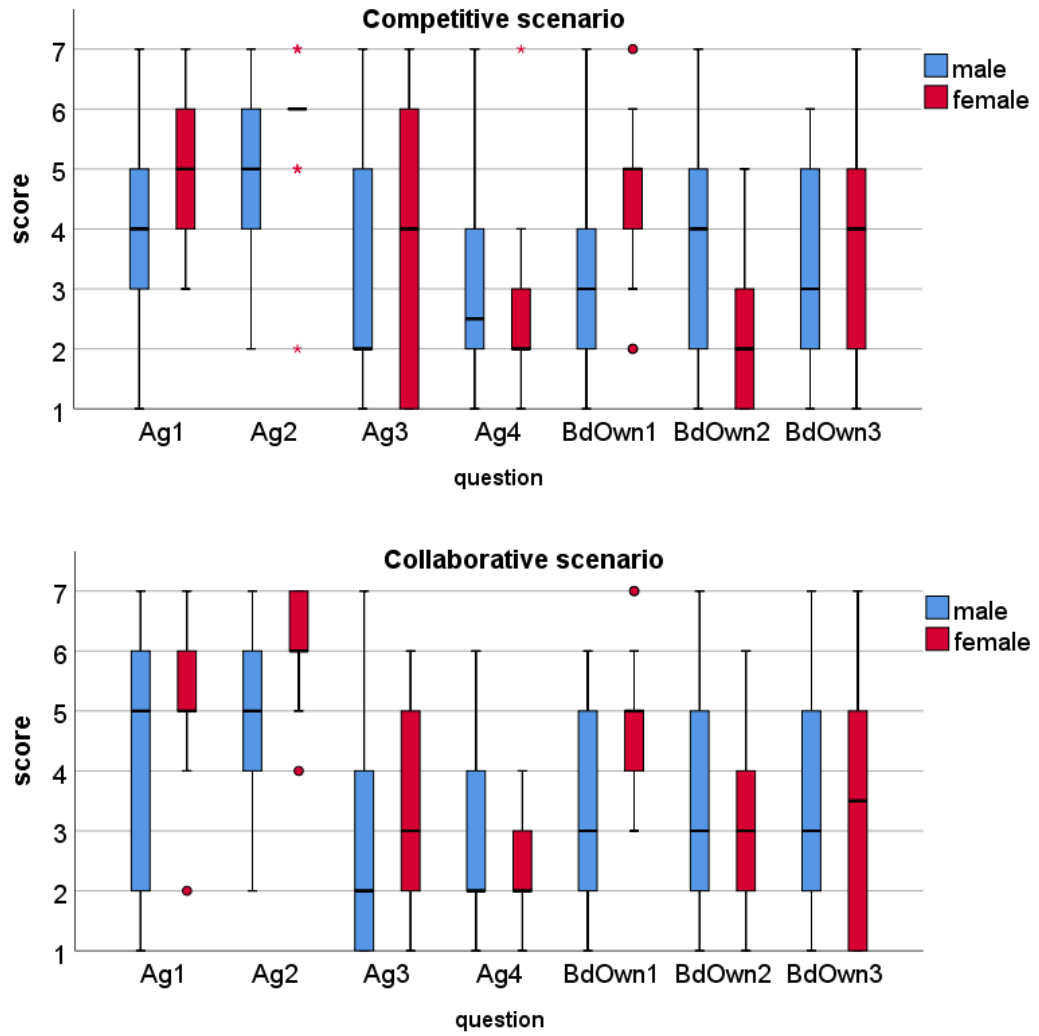 Competitive scenario
7
6
5
4
3
2
1
score
male
female
Ag1 Ag2 Ag3 Ag4 BdOwn1 BdOwn2 BdOwn3
question
Collaborative scenario
7
6
5
4
3
2
1
score
male
female
Ag1 Ag2 Ag3 Ag4 BdOwn1 BdOwn2 BdOwn3
question